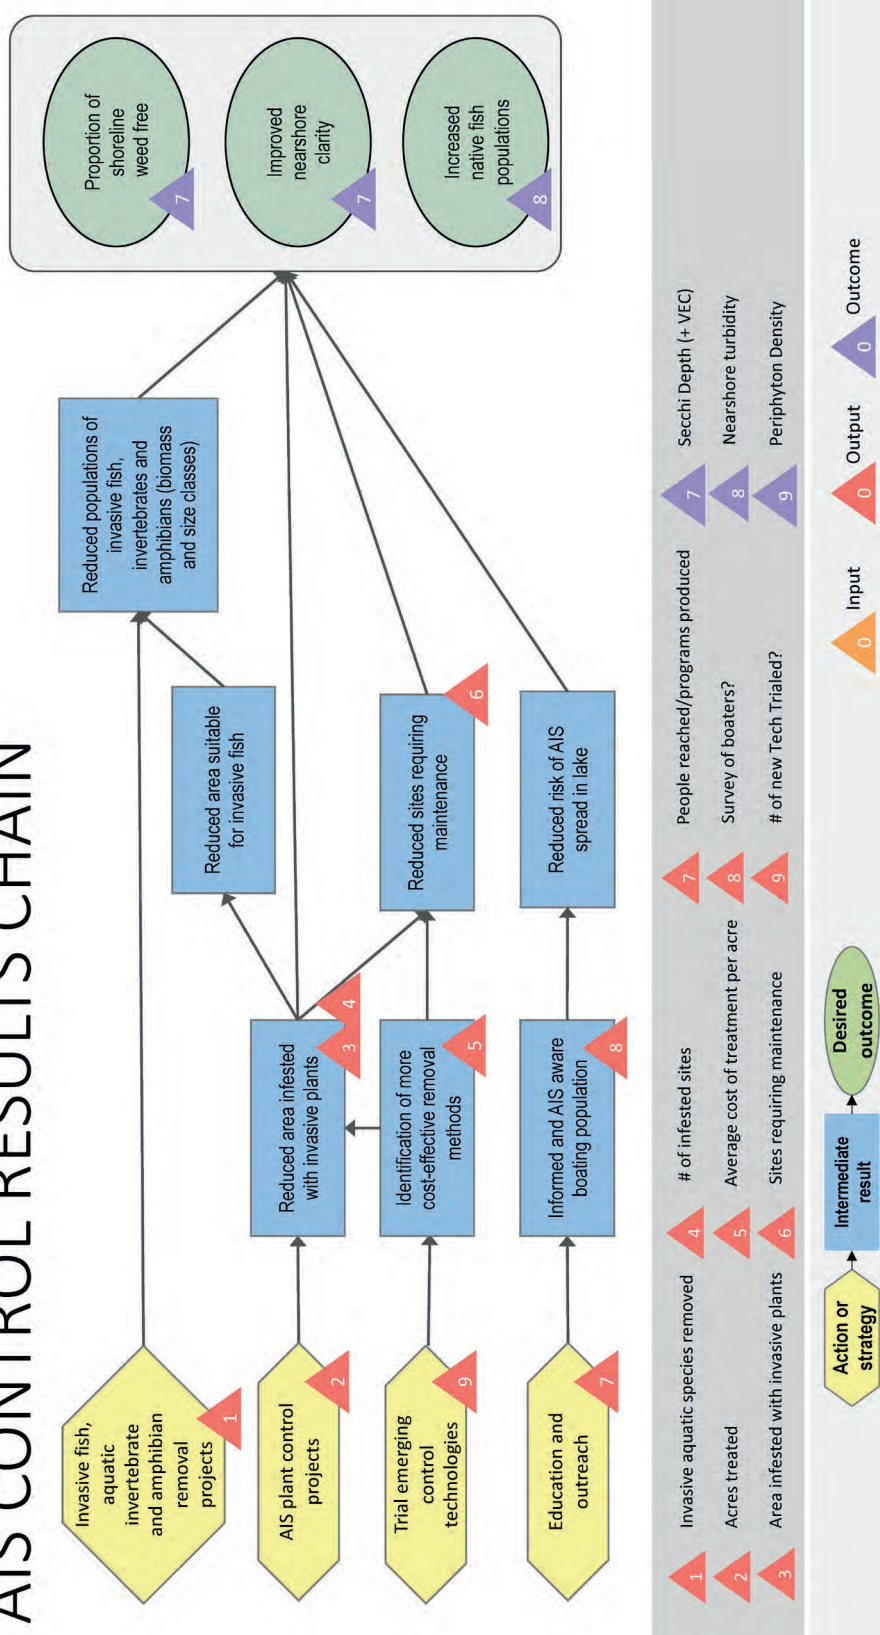 AIS CONTROL RESULTS CHAIN
Invasive fish,
aquatic
invertebrate
and amphibian
removal
projects
1
AIS plant control
projects
2
Trial emerging
control
technologies
9
Education and
outreach
7
Reduced area infested
with invasive plants
3
4
Identification of more
cost-effective removal
methods
5
Informed and AIS aware
boating population
8
Reduced area suitable
for invasive fish
Reduced sites requiring
maintenance
6
Reduced risk of AIS
spread in lake
Reduced populations of
invasive fish,
invertebrates and
amphibians (biomass
and size classes)
Proportion of
shoreline
weed free
7
Improved
nearshore
clarity
7
Increased
native fish
populations
8
1 Invasive aquatic species removed
2 Acres treated
3 Area infested with invasive plants
4 # of infested sites
5 Average cost of treatment per acre
6 Sites requiring maintenance
7 People reached/programs produced
8 Survey of boaters?
9 # of new Tech Trialed?
7 Secchi Depth (+ VEC)
8 Nearshore turbidity
9 Periphyton Density
Action or
strategy
Intermediate
result
Desired
outcome
0 Input
0 Output
0 Outcome